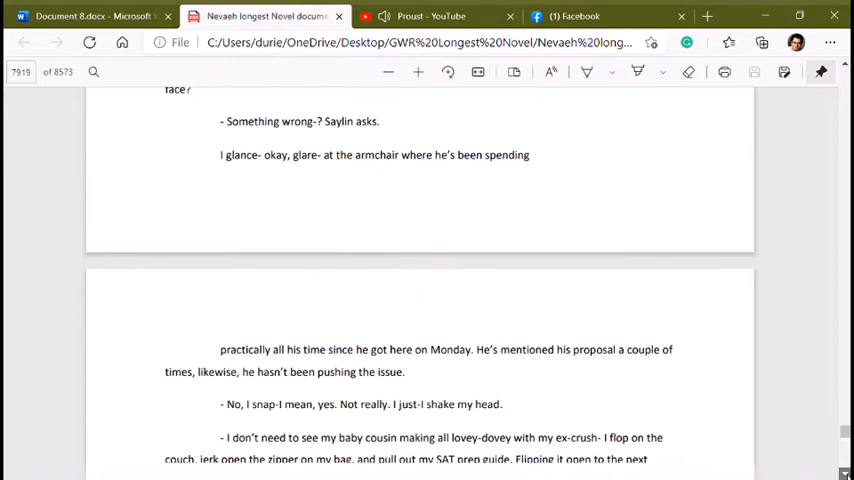 Document 8.docx - Microsoft
Nevaeh longest Novel docume
Proust - YouTube
(1) Facebook
File
C:/Users/durie/OneDrive/Desktop/GWR%20Longest%20Novel/Nevaeh%20long...
7919 of 8573
face?
- Something wrong-? Saylin asks.
I glance- okay, glare- at the armchair where he's been spending
practically all his time since he got here on Monday. He's mentioned his proposal a couple of
times, likewise, he hasn't been pushing the issue.
- No, I snap-I mean, yes. Not really. I just-I shake my head.
- I don't need to see my baby cousin making all lovey-dovey with my ex-crush- I flop on the
couch, jerk open the zipper on my bag, and pull out my SAT prep guide. Flipping it open to the next